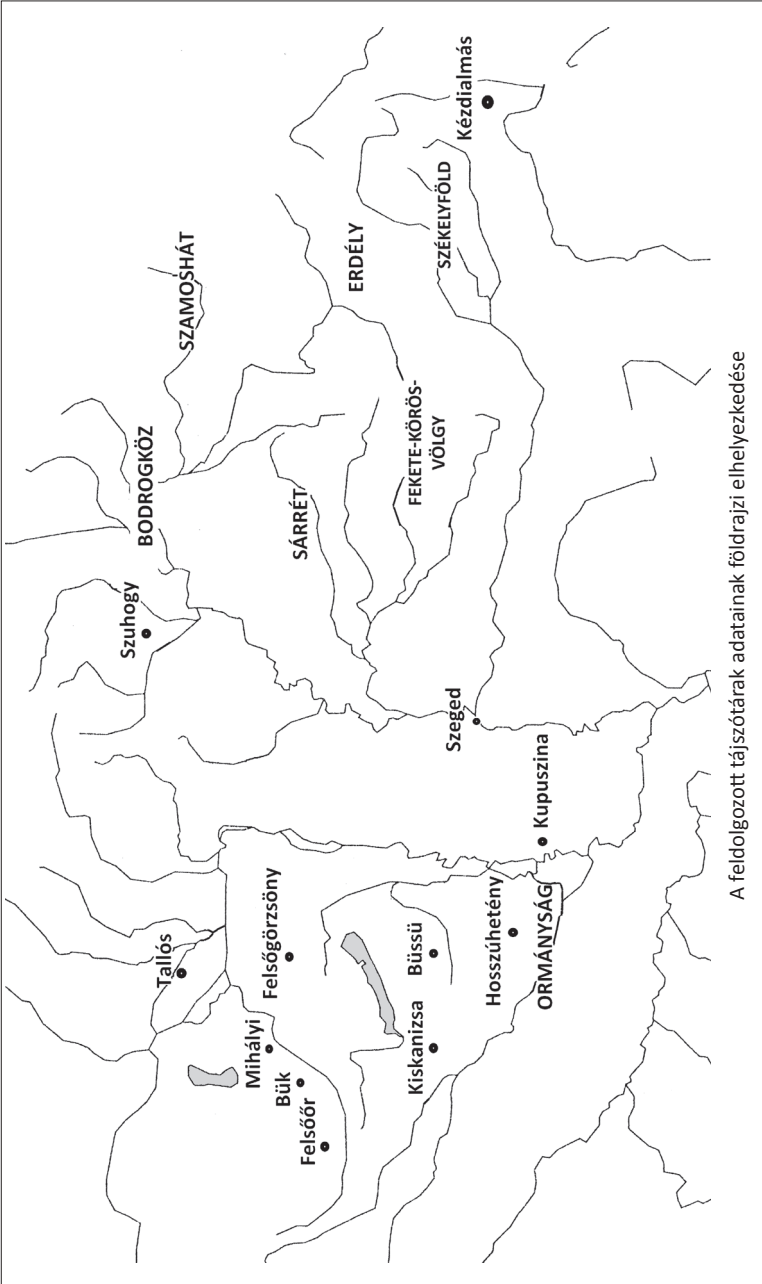 Kézdialmás
SZAMOSHÁT
ERDÉLY
SZÉKELYFÖLD
BODROGKÖZ
FEKETE-KÖRÖS-
VÖLGY
SÁRRÉT
Szuhogy
Szeged
Kupuszina
Tallós
Felsőgörzsöny
Büssü
Hosszúhetény
ORMÁNYSÁG
Mihályi
Bük
Felsőőr
Kiskanizsa
A feldolgozott tájszótárak adatainak földrajzi elhelyezkedése